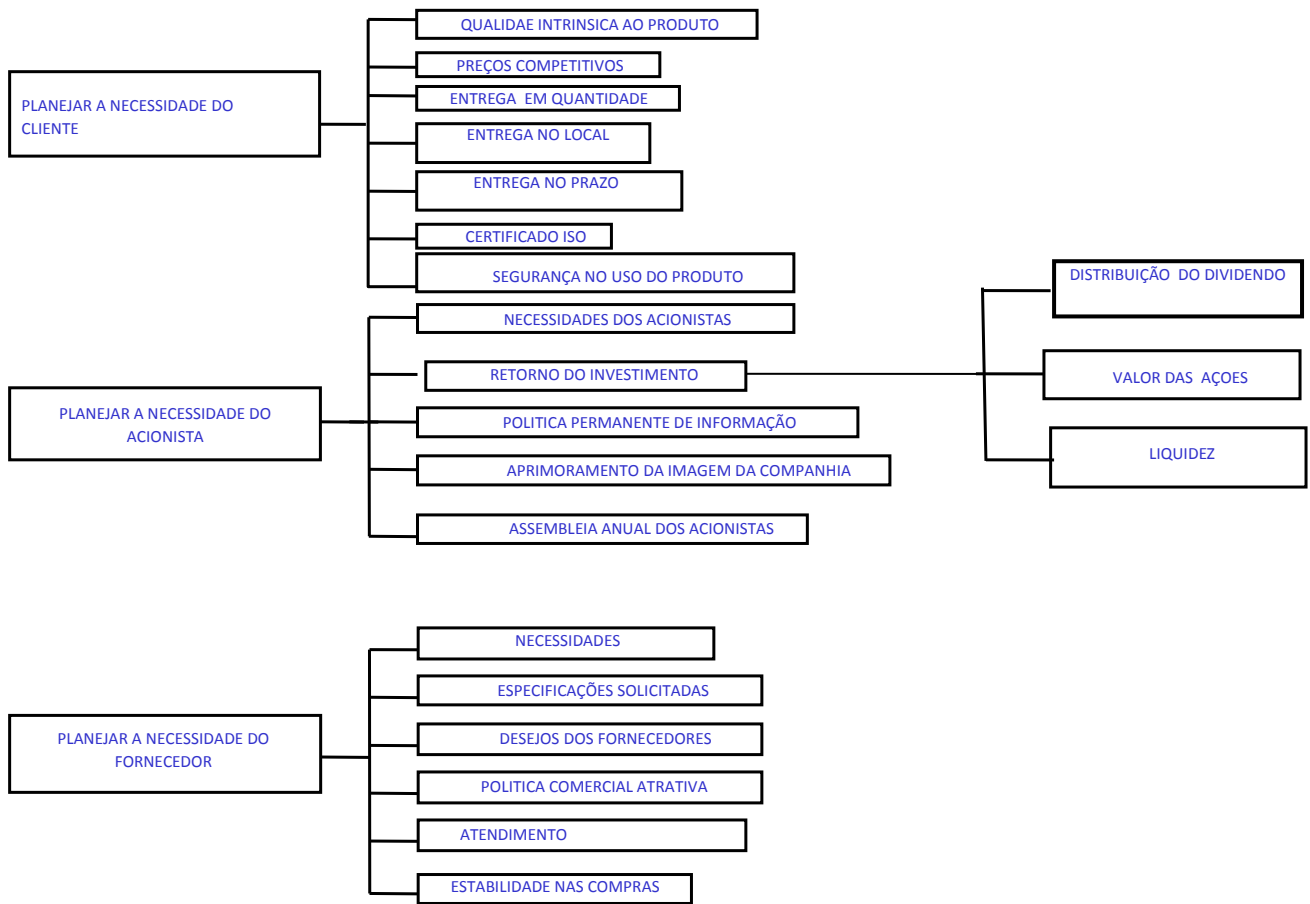 PLANEJAR A NECESSIDADE DO
CLIENTE
QUALIDAE INTRINSICA AO PRODUTO
PREÇOS COMPETITIVOS
ENTREGA EM QUANTIDADE
ENTREGA NO LOCAL
ENTREGA NO PRAZO
CERTIFICADO ISO
SEGURANÇA NO USO DO PRODUTO
PLANEJAR A NECESSIDADE DO
ACIONISTA
NECESSIDADES DOS ACIONISTAS
RETORNO DO INVESTIMENTO
DISTRIBUIÇÃO DO DIVIDENDO
VALOR DAS AÇOES
LIQUIDEZ
POLITICA PERMANENTE DE INFORMAÇÃO
APRIMORAMENTO DA IMAGEM DA COMPANHIA
ASSEMBLEIA ANUAL DOS ACIONISTAS
PLANEJAR A NECESSIDADE DO
FORNECEDOR
NECESSIDADES
ESPECIFICAÇÕES SOLICITADAS
DESEJOS DOS FORNECEDORES
POLITICA COMERCIAL ATRATIVA
ATENDIMENTO
ESTABILIDADE NAS COMPRAS